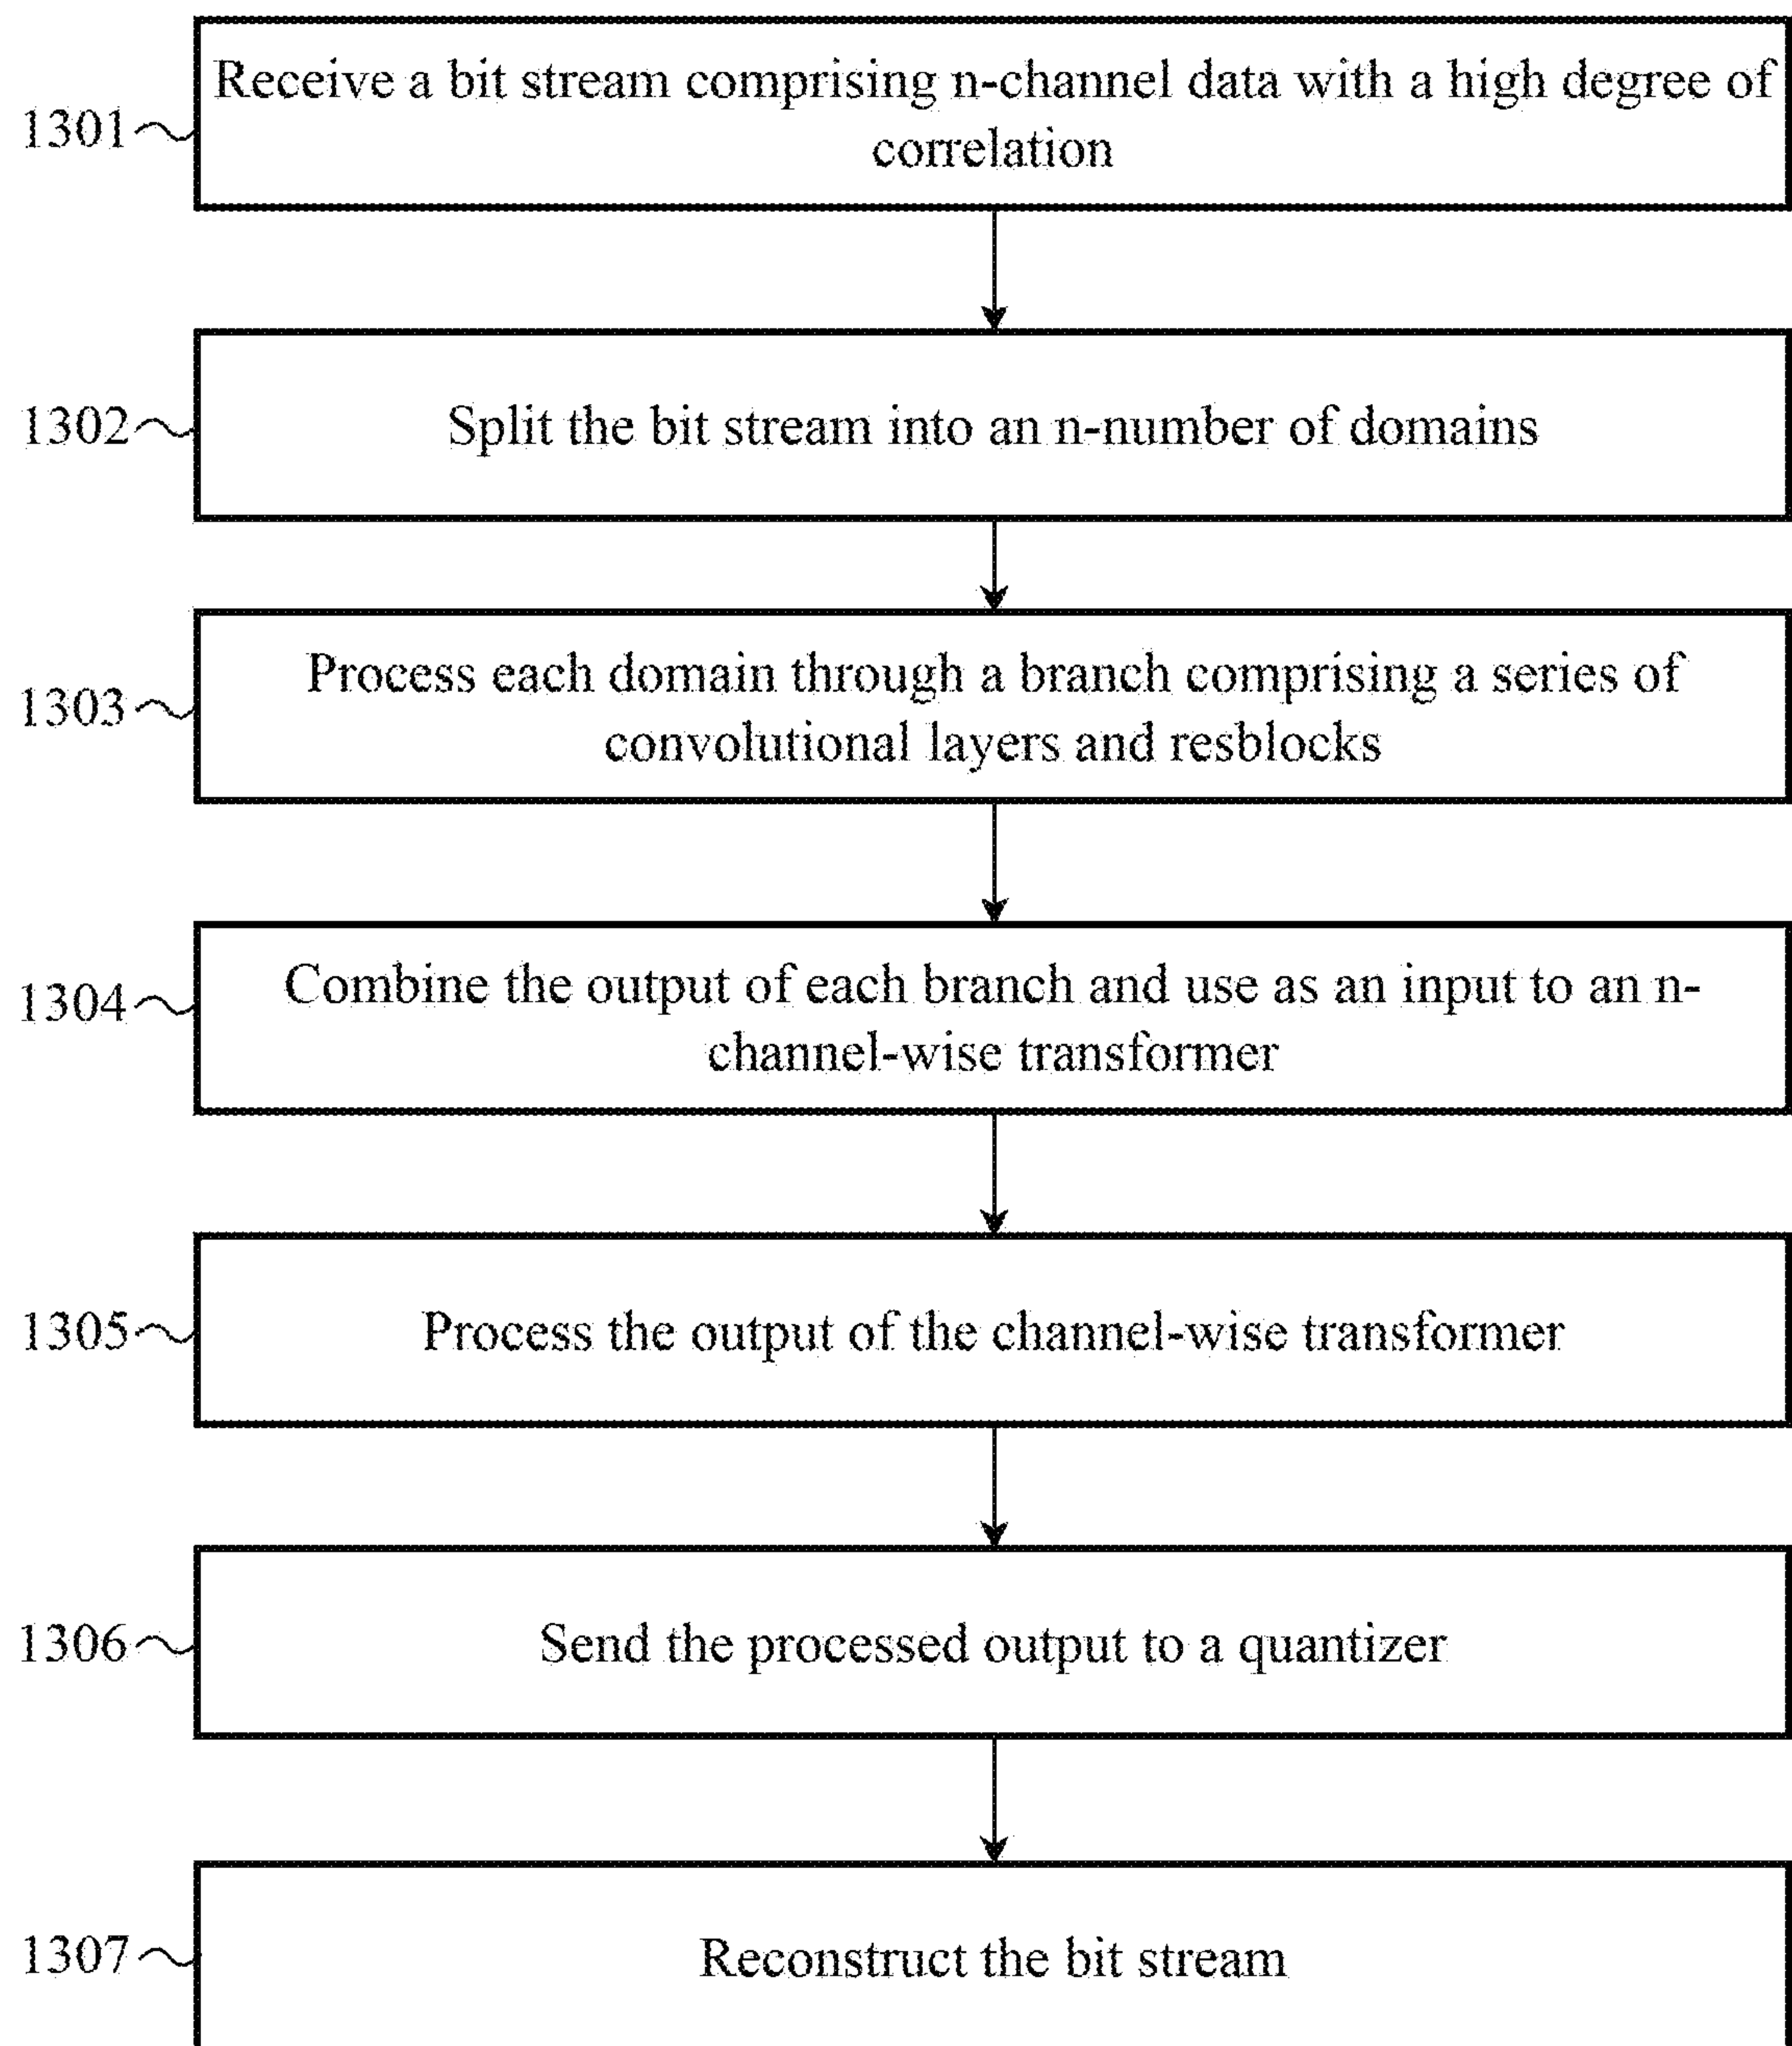 1301
Receive a bit stream comprising n-channel data with a high degree of
correlation
1302
Split the bit stream into an n-number of domains
1303
Process each domain through a branch comprising a series of
convolutional layers and resblocks
1304
Combine the output of each branch and use as an input to an n-
channel-wise transformer
1305
Process the output of the channel-wise transformer
1306
Send the processed output to a quantizer
1307
Reconstruct the bit stream